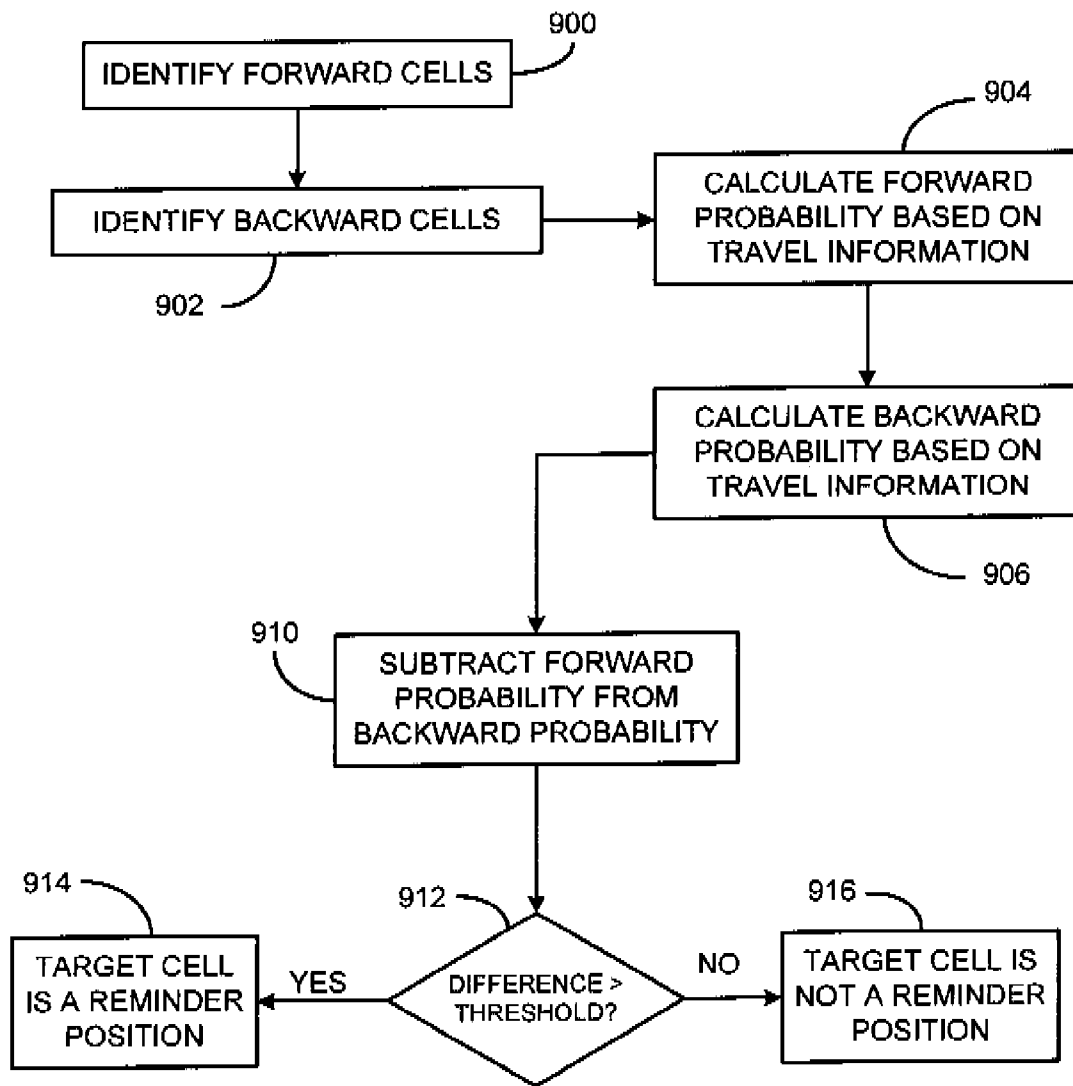 900
IDENTIFY FORWARD CELLS
904
IDENTIFY BACKWARD CELLS
902
CALCULATE FORWARD
PROBABILITY BASED ON
TRAVEL INFORMATION
CALCULATE BACKWARD
PROBABILITY BASED ON
TRAVEL INFORMATION
906
910
SUBTRACT FORWARD
PROBABILITY FROM
BACKWARD PROBABILITY
914
912
916
TARGET CELL
IS A REMINDER
POSITION
YES
DIFFERENCE >
THRESHOLD?
NO
TARGET CELL IS
NOT A REMINDER
POSITION